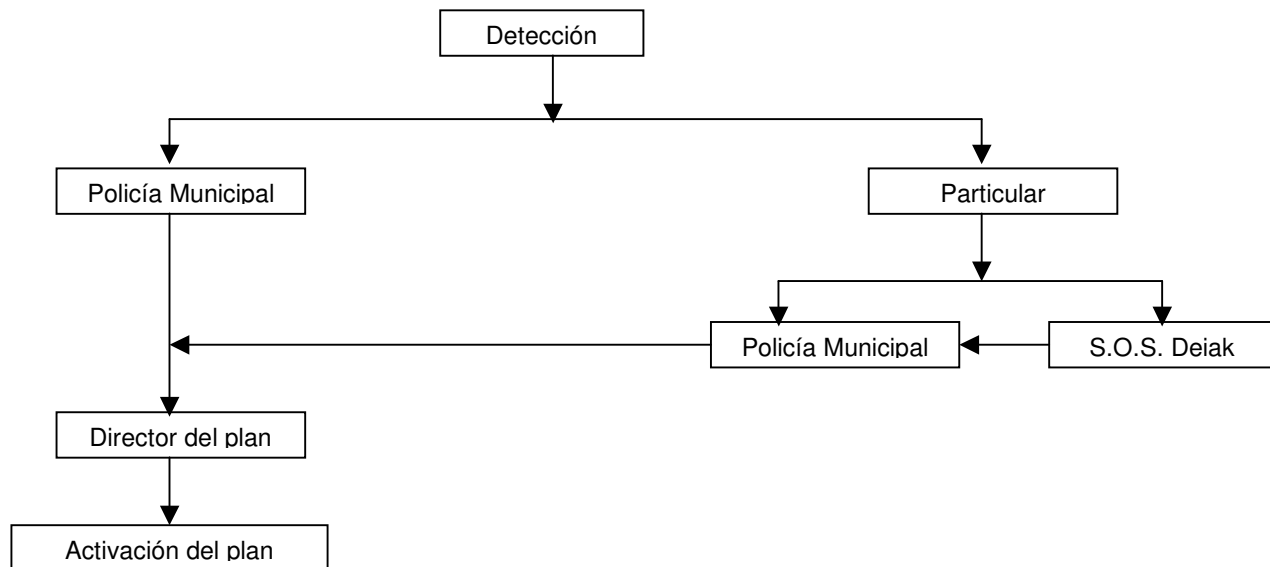 Detección
Policía Municipal
Particular
Policía Municipal
S.O.S. Deiak
Director del plan
Activación del plan